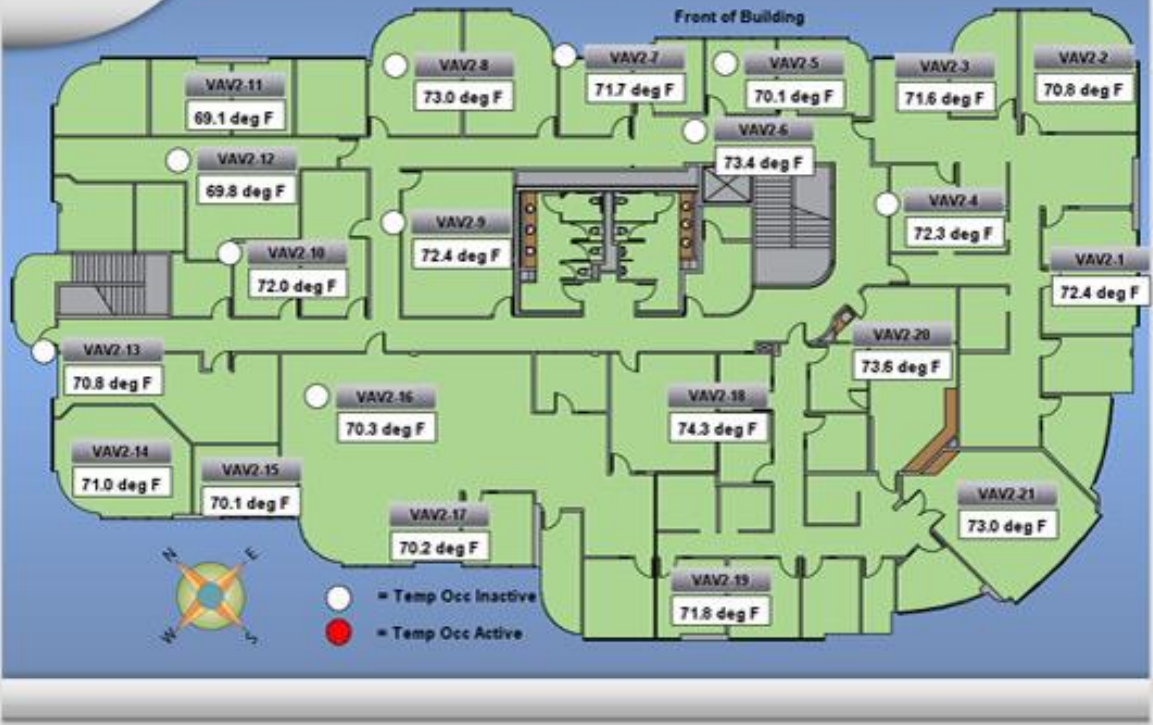 Front of Building
VAV2-8
73.0 deg F
VAV2-7
71.7 deg F
VAV2-5
70.1 deg F
VAV2-3
71.6 deg F
VAV2-2
70.8 deg F
VAV2-11
69.1 deg F
VAV2-6
73.4 deg F
VAV2-12
69.8 deg F
VAV2-9
72.4 deg F
VAV2-4
72.3 deg F
VAV2-10
72.0 deg F
VAV2-1
72.4 deg F
VAV2-13
70.8 deg F
VAV2-20
73.6 deg F
VAV2-16
70.3 deg F
VAV2-18
74.3 deg F
VAV2-14
71.0 deg F
VAV2-15
70.1 deg F
VAV2-17
70.2 deg F
VAV2-21
73.0 deg F
VAV2-19
71.8 deg F
N
E
W
S
= Temp Occ Inactive
= Temp Occ Active